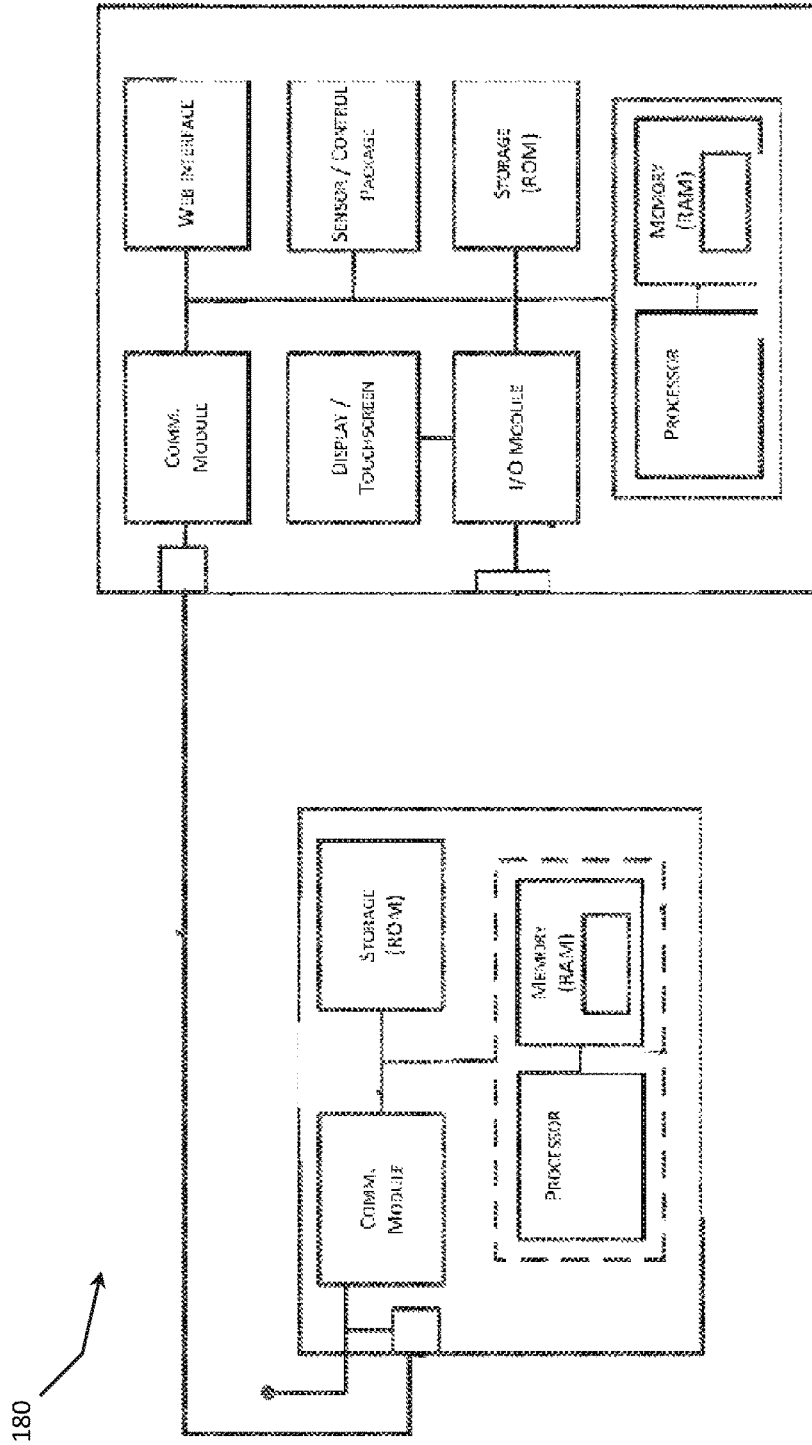 180
COMM.
MODULE
STORAGE
(ROM)
PROCESSOR
MEMORY
(RAM)
COMM.
MODULE
WEB INTERFACE
DISPLAY /
TOUCHSCREEN
SENSOR / CONTROL
PACKAGE
I/O MODULE
STORAGE
(ROM)
PROCESSOR
MEMORY
(RAM)